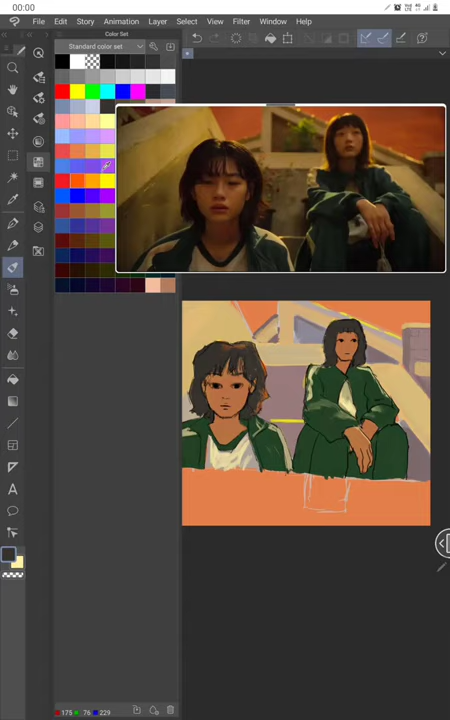 00:00
File Edit Story Animation Layer Select View Filter Window Help
Color Set
Standard color set
175 76 229